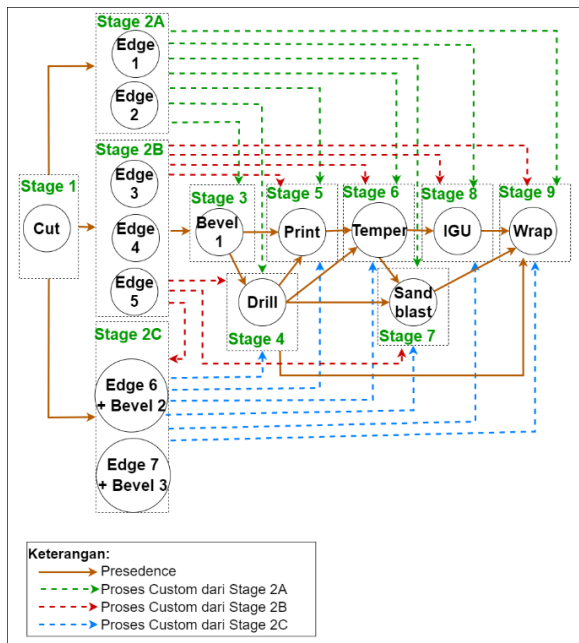 Stage 2A
Edge
1
Edge
2
Stage 2B
Edge
3
Stage 1
Cut
Edge
4
Edge
5
Stage 3
Bevel
1
Stage 5
Print
Stage 6
Temper
Stage 8
IGU
Stage 9
Wrap
Drill
Stage 4
Sand
blast
Stage 7
Stage 2C
Edge 6
+ Bevel 2
Edge 7
+ Bevel 3
Keterangan:
Presedence
Proses Custom dari Stage 2A
Proses Custom dari Stage 2B
Proses Custom dari Stage 2C